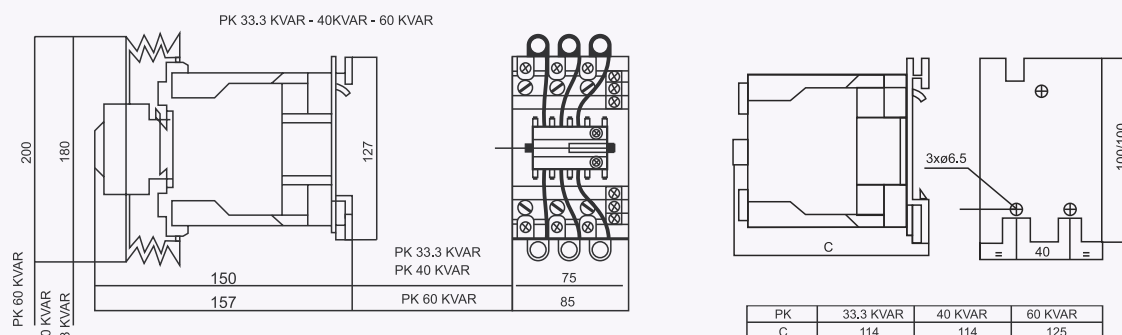 PK 33.3 KVAR - 40KVAR - 60 KVAR
200
180
127
3xø6.5
100/100
PK 33.3 KVAR
PK 40 KVAR
C
= 40 =
150
75
157
PK 60 KVAR
85
PK 60 KVAR
PK 33.3 KVAR 40 KVAR 60 KVAR
C 114 114 125